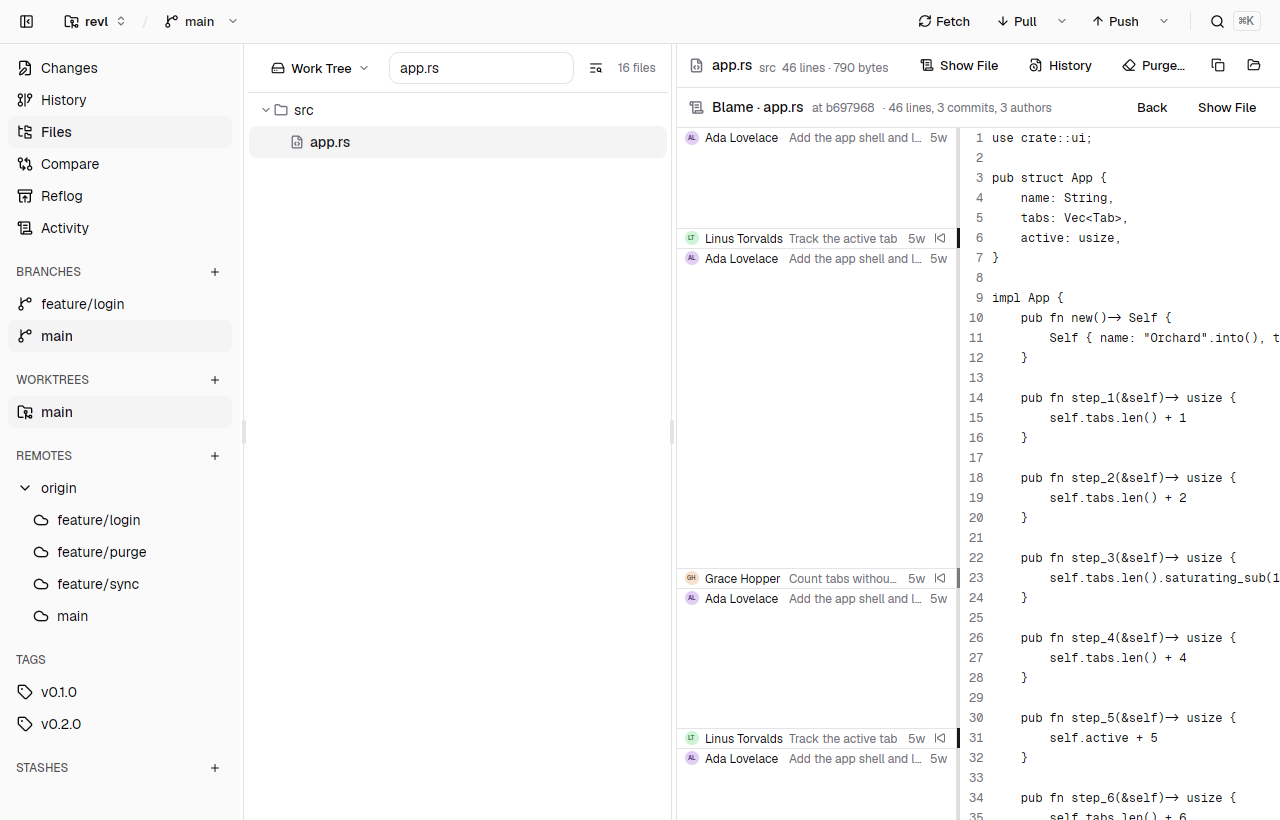 revl / main Fetch Pull Push ⌘K
Changes
History
Files
Compare
Reflog
Activity
BRANCHES
feature/login
main
WORKTREES
main
REMOTES
origin
feature/login
feature/purge
feature/sync
main
TAGS
v0.1.0
v0.2.0
STASHES
Work Tree app.rs 16 files
src
app.rs
app.rs src 46 lines · 790 bytes Show File History Purge...
Blame · app.rs at b697968 · 46 lines, 3 commits, 3 authors Back Show File
AL Ada Lovelace Add the app shell and l... 5w
LT Linus Torvalds Track the active tab 5w
AL Ada Lovelace Add the app shell and l... 5w
GH Grace Hopper Count tabs withou... 5w
AL Ada Lovelace Add the app shell and l... 5w
LT Linus Torvalds Track the active tab 5w
AL Ada Lovelace Add the app shell and l... 5w
1 use crate::ui;
2
3 pub struct App {
4 name: String,
5 tabs: Vec<Tab>,
6 active: usize,
7 }
8
9 impl App {
10 pub fn new()-> Self {
11 Self { name: "Orchard".into(), t
12 }
13
14 pub fn step_1(&self)-> usize {
15 self.tabs.len() + 1
16 }
17
18 pub fn step_2(&self)-> usize {
19 self.tabs.len() + 2
20 }
21
22 pub fn step_3(&self)-> usize {
23 self.tabs.len().saturating_sub(1
24 }
25
26 pub fn step_4(&self)-> usize {
27 self.tabs.len() + 4
28 }
29
30 pub fn step_5(&self)-> usize {
31 self.active + 5
32 }
33
34 pub fn step_6(&self)-> usize {
35 self.tabs.len() + 6